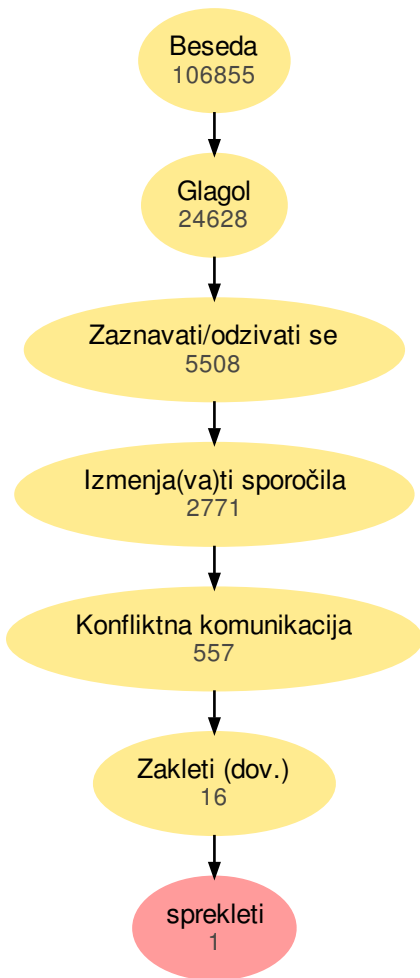 Beseda
106855
Glagol
24628
Zaznavati/odzivati se
5508
Izmenja(va)ti sporočila
2771
Konfliktna komunikacija
557
Zakleti (dov.)
16
sprekleti
1